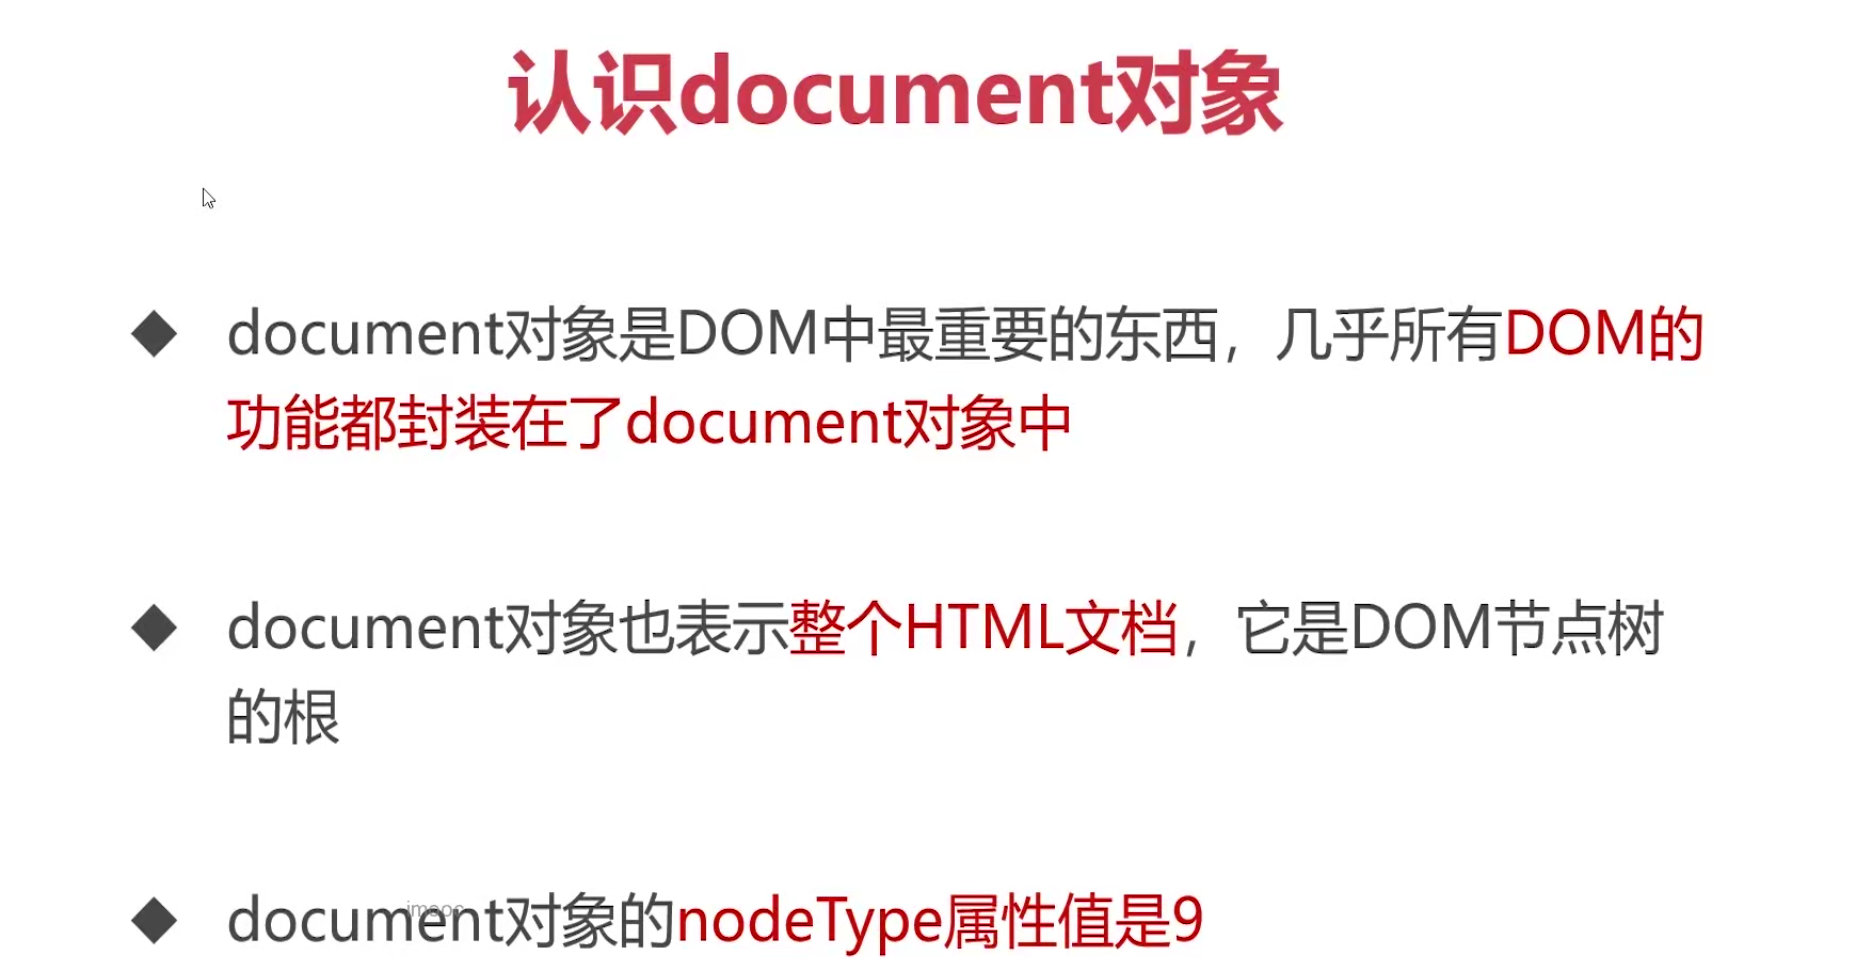 认识document对象
◆ document对象是DOM中最重要的东西，几乎所有DOM的
功能都封装在了document对象中
◆ document对象也表示整个HTML文档，它是DOM节点树
的根
◆ document对象的nodeType属性值是9
imooc